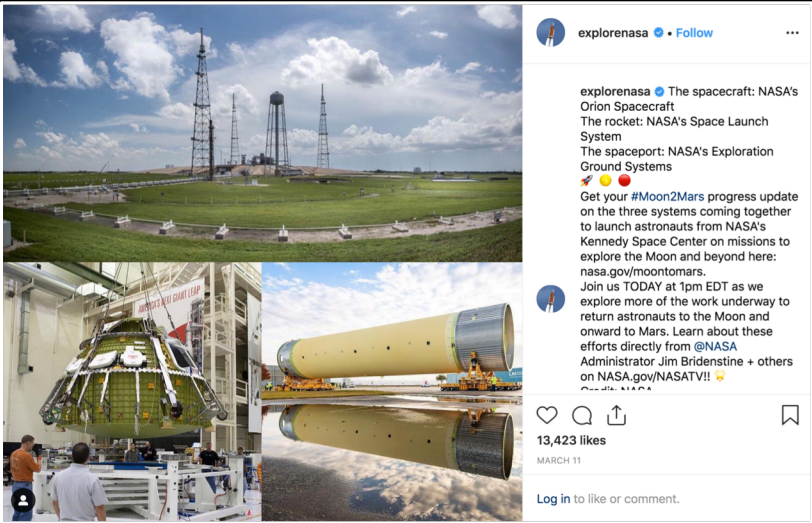 explorenasa • Follow
explorenasa The spacecraft: NASA's
Orion Spacecraft
The rocket: NASA's Space Launch
System
The spaceport: NASA's Exploration
Ground Systems
🚀 🌕 🔴
Get your #Moon2Mars progress update
on the three systems coming together
to launch astronauts from NASA's
Kennedy Space Center on missions to
explore the Moon and beyond here:
nasa.gov/moontomars.
Join us TODAY at 1pm EDT as we
explore more of the work underway to
return astronauts to the Moon and
onward to Mars. Learn about these
efforts directly from @NASA
Administrator Jim Bridenstine + others
on NASA.gov/NASATV!! 🌟
AMERICA'S NEXT GIANT LEAP
13,423 likes
MARCH 11
Log in to like or comment.